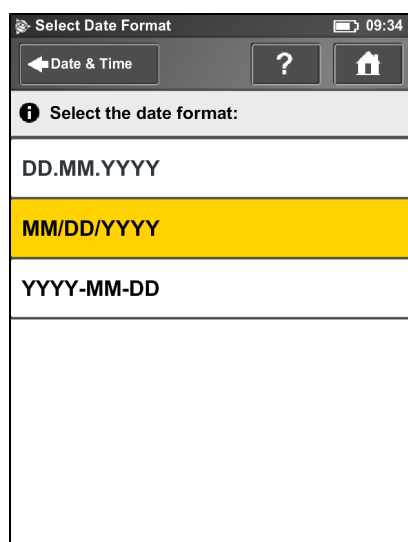 Select Date Format 09:34
Date & Time ?
Select the date format:
DD.MM.YYYY
MM/DD/YYYY
YYYY-MM-DD